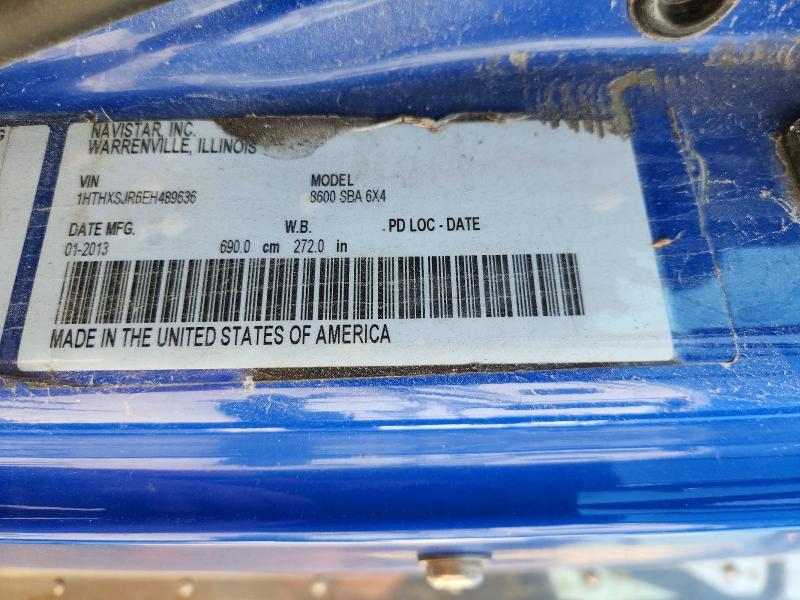 NAVISTAR, INC.
WARRENVILLE, ILLINOIS
VIN MODEL
1HTHXSJR6EH489636 8600 SBA 6X4
DATE MFG. W.B. . PD LOC - DATE
01-2013 690.0 cm 272.0 in
MADE IN THE UNITED STATES OF AMERICA